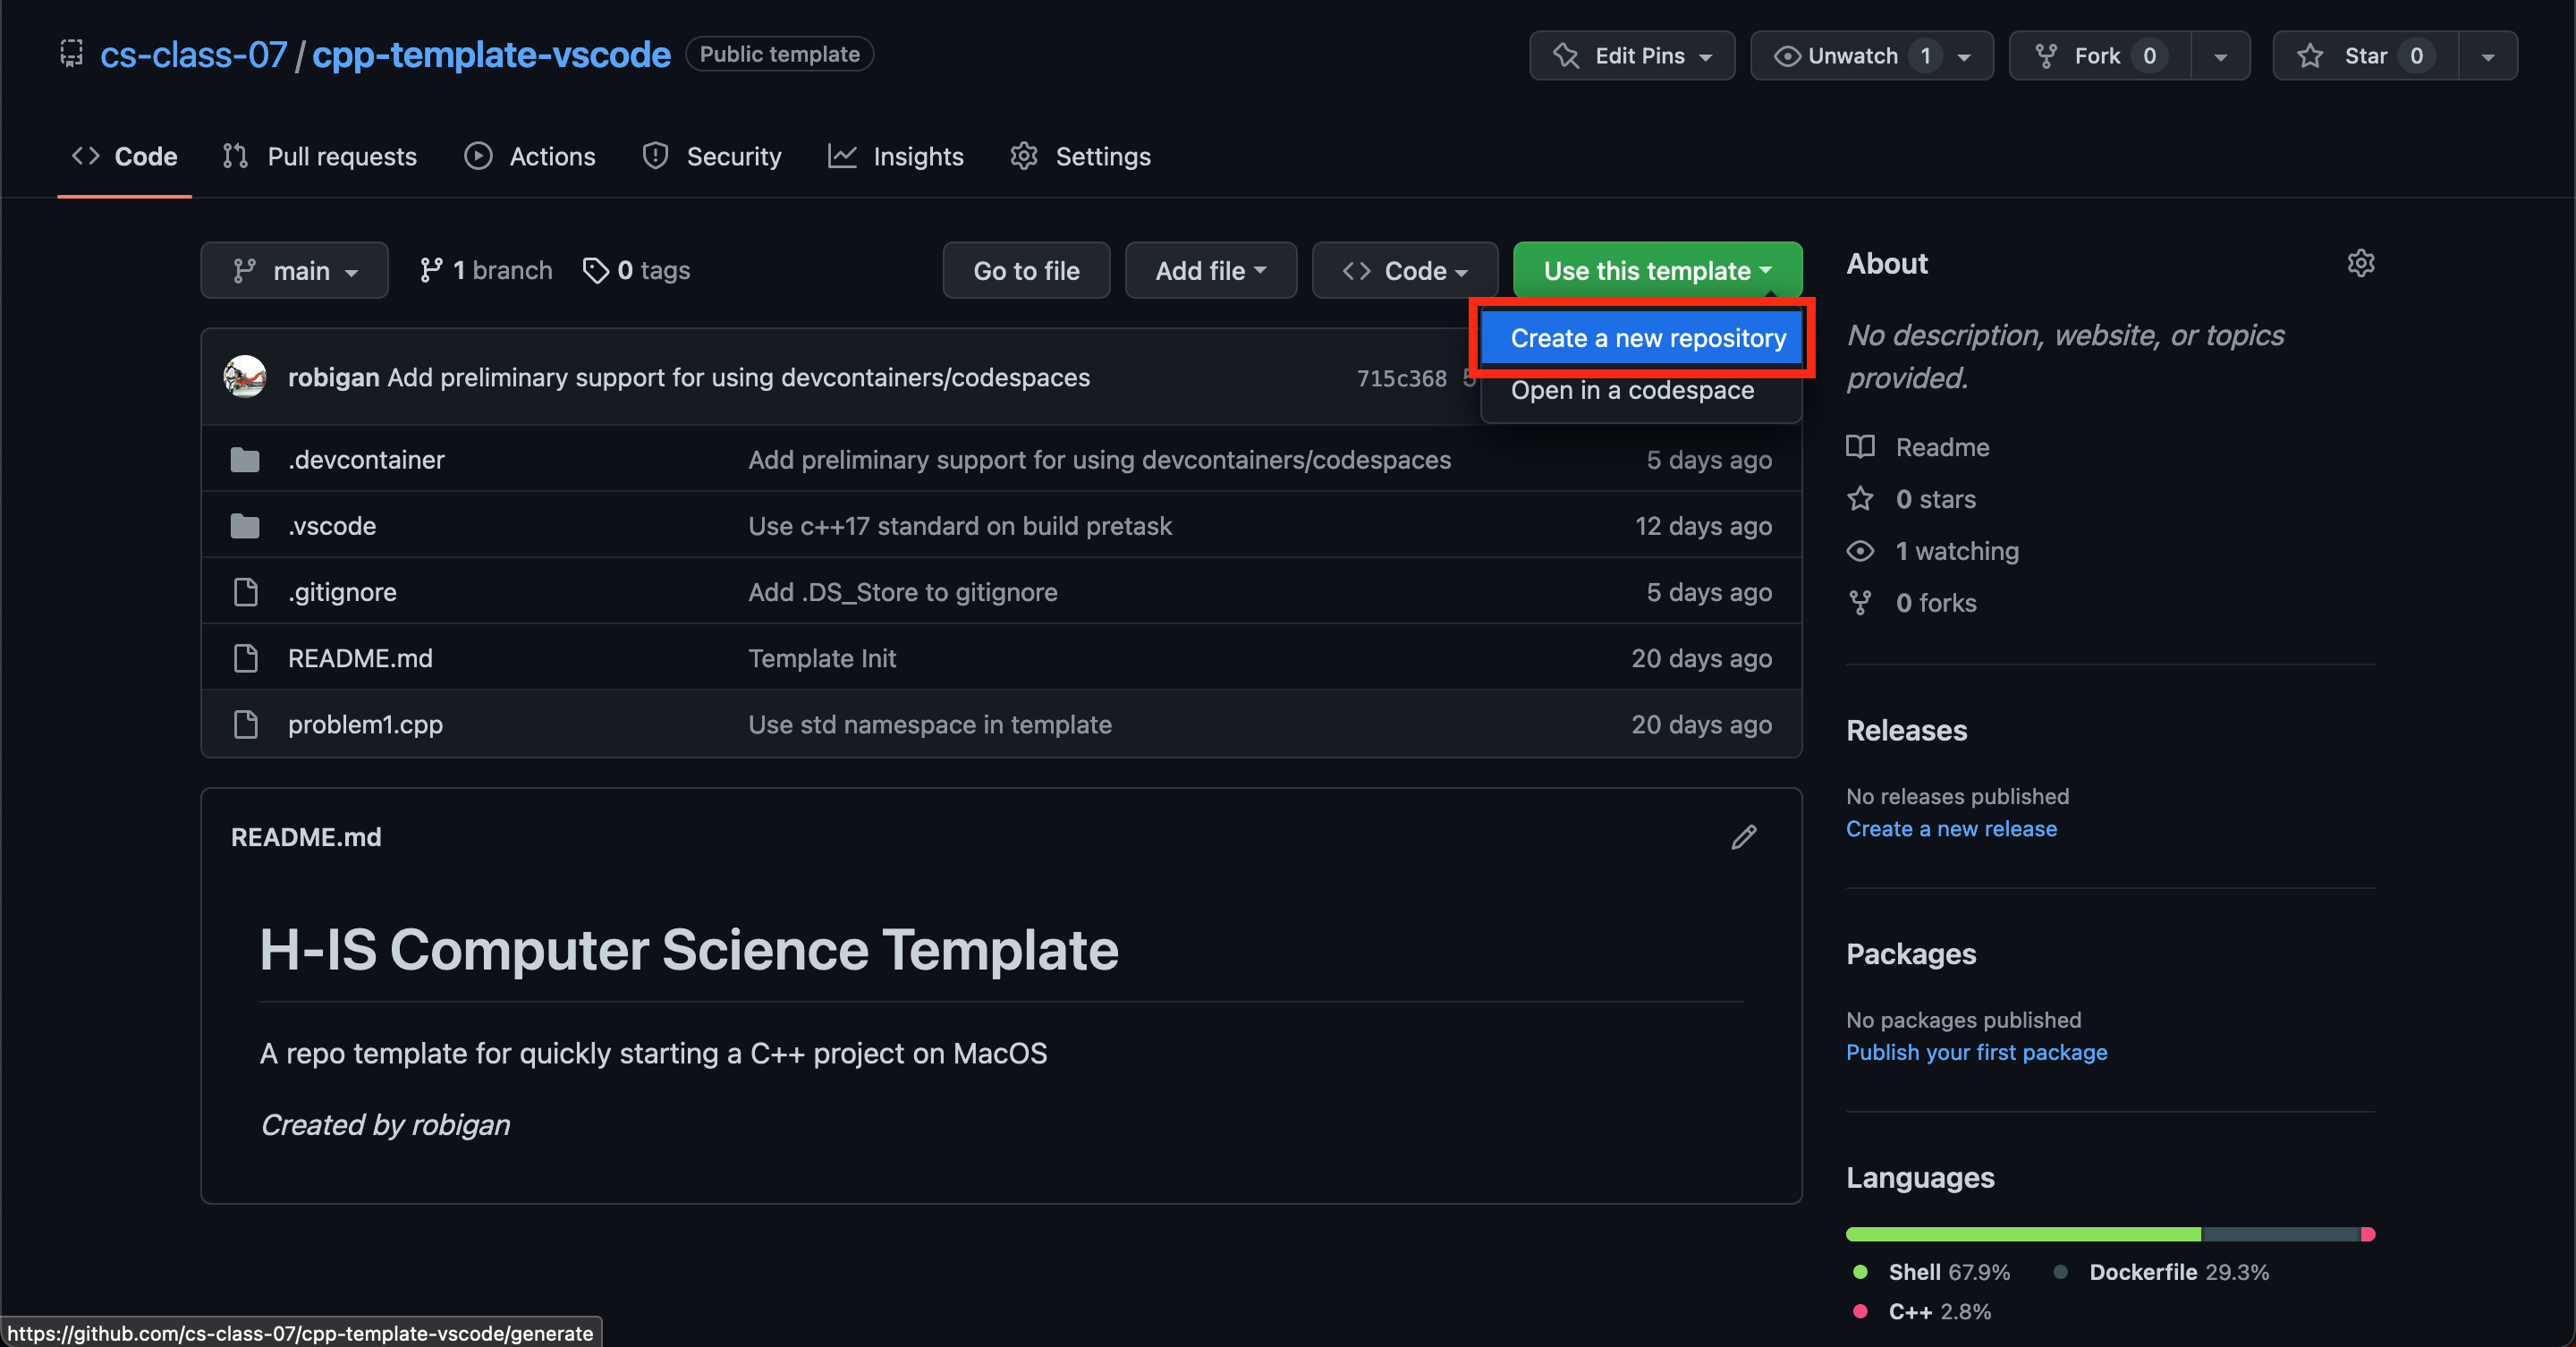 cs-class-07 / cpp-template-vscode Public template
Edit Pins Unwatch 1 Fork 0 Star 0
Code Pull requests Actions Security Insights Settings
main 1 branch 0 tags Go to file Add file Code Use this template
Create a new repository
Open in a codespace
robigan Add preliminary support for using devcontainers/codespaces 715c368 5
.devcontainer Add preliminary support for using devcontainers/codespaces 5 days ago
.vscode Use c++17 standard on build pretask 12 days ago
.gitignore Add .DS_Store to gitignore 5 days ago
README.md Template Init 20 days ago
problem1.cpp Use std namespace in template 20 days ago
README.md
H-IS Computer Science Template
A repo template for quickly starting a C++ project on MacOS
Created by robigan
About
No description, website, or topics
provided.
Readme
0 stars
1 watching
0 forks
Releases
No releases published
Create a new release
Packages
No packages published
Publish your first package
Languages
Shell 67.9% Dockerfile 29.3%
C++ 2.8%
https://github.com/cs-class-07/cpp-template-vscode/generate